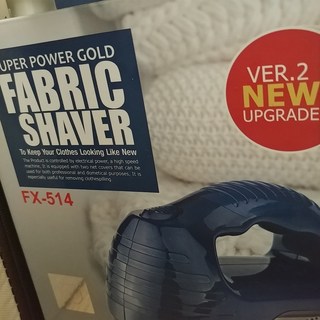 UPER POWER GOLD
FABRIC
SHAVER
To Keep Your Clothes Looking Like New
The Product is controlled by electrical power, a high speed
machine. It is equipped with two net covers that can be
used for both professional and domertical purposes. It is
especially useful for removing clothespilling.
FX-514
VER.2
NEW
UPGRADE